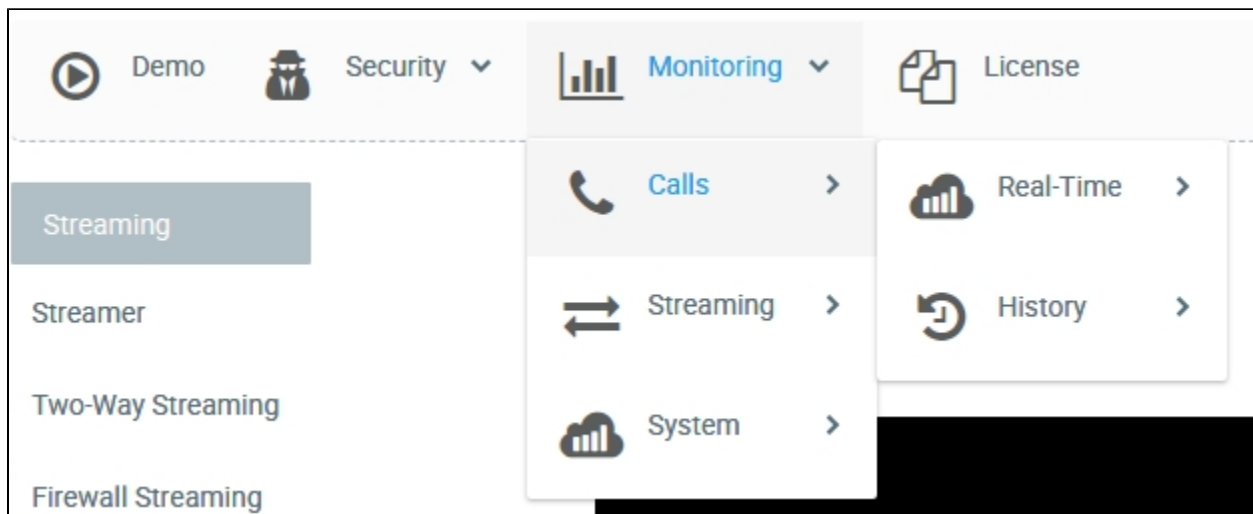 Demo
Security
Monitoring
License
Calls
Real-Time
Streaming
Streamer
Streaming
History
Two-Way Streaming
System
Firewall Streaming